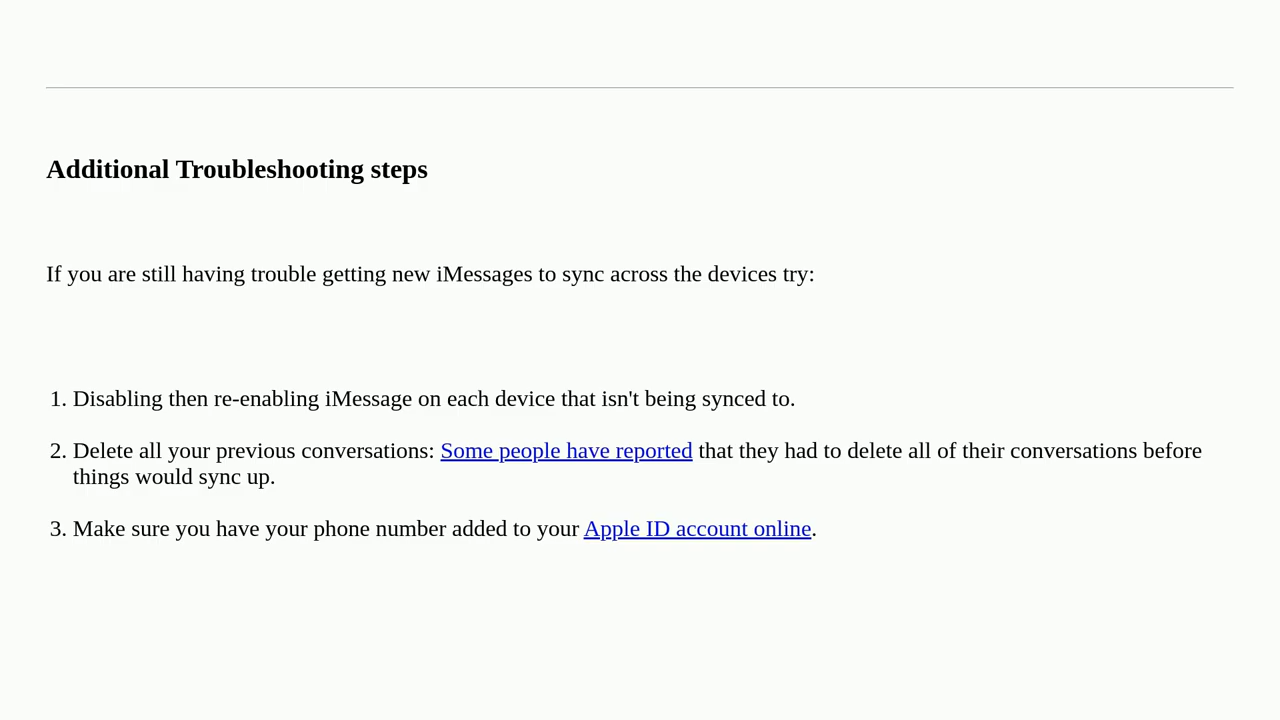 Additional Troubleshooting steps
If you are still having trouble getting new iMessages to sync across the devices try:
1. Disabling then re-enabling iMessage on each device that isn't being synced to.
2. Delete all your previous conversations: Some people have reported that they had to delete all of their conversations before
things would sync up.
3. Make sure you have your phone number added to your Apple ID account online.